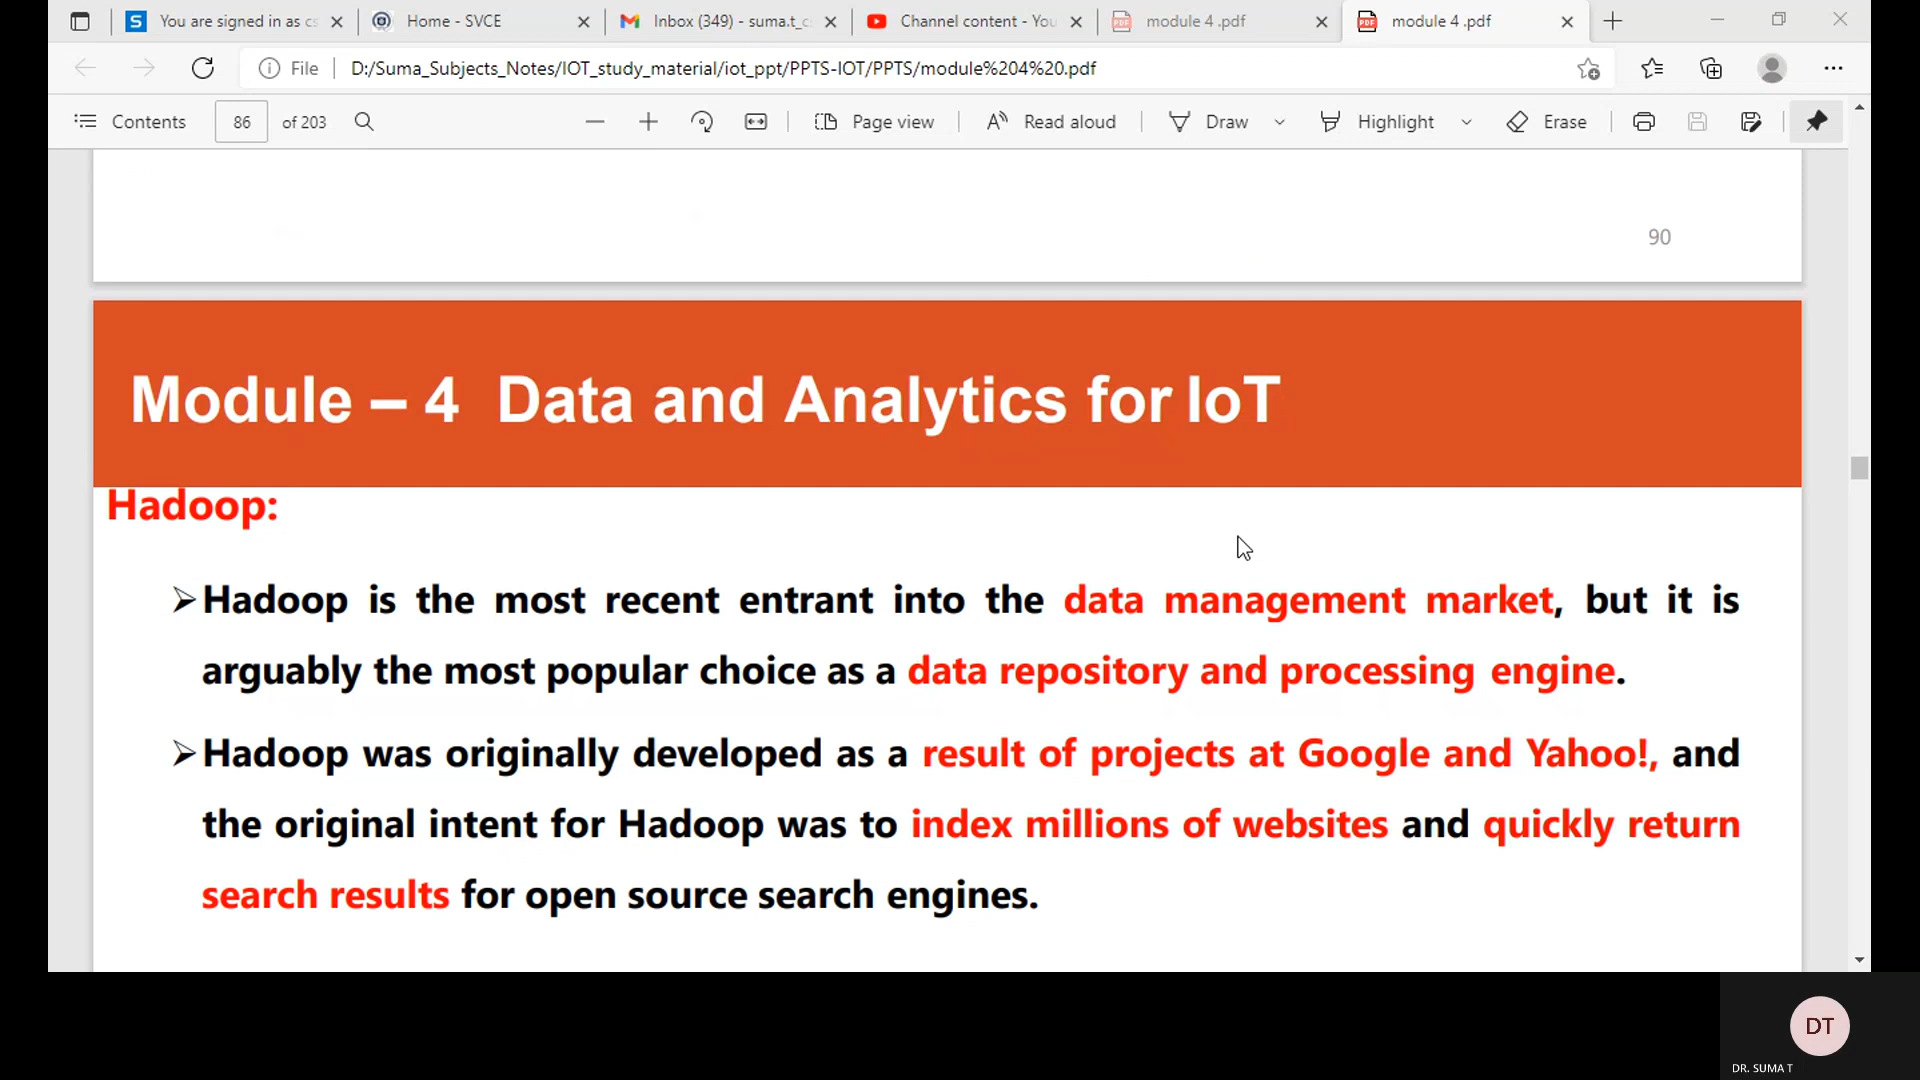 You are signed in as cs
Home - SVCE
Inbox (349) - suma.t_c
Channel content - You
module 4 .pdf
module 4 .pdf
File
D:/Suma_Subjects_Notes/IOT_study_material/iot_ppt/PPTS-IOT/PPTS/module%204%20.pdf
Contents
86
of 203
Page view
Read aloud
Draw
Highlight
Erase
90
Module – 4 Data and Analytics for IoT
Hadoop:
➢Hadoop is the most recent entrant into the data management market, but it is
arguably the most popular choice as a data repository and processing engine.
➢Hadoop was originally developed as a result of projects at Google and Yahoo!, and
the original intent for Hadoop was to index millions of websites and quickly return
search results for open source search engines.
DT
DR. SUMA T